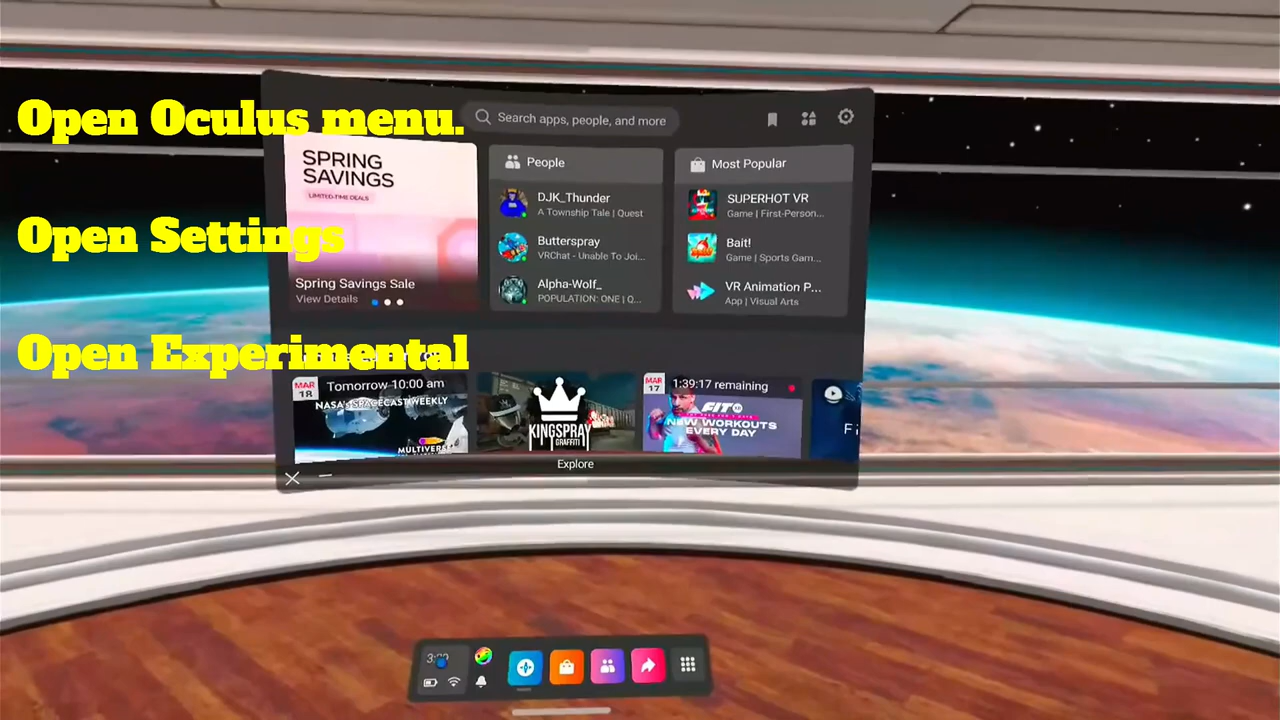 Open Oculus menu.
Open Settings
Open Experimental
Search apps, people, and more
SPRING
SAVINGS
LIMITED-TIME DEALS
Spring Savings Sale
View Details
People
DJK_Thunder
A Township Tale | Quest
Butterspray
VRChat - Unable To Joi...
Alpha-Wolf_
POPULATION: ONE | Q...
Most Popular
SUPERHOT VR
Game | First-Person...
Bait!
Game | Sports Gam...
VR Animation P...
App | Visual Arts
MAR
18
Tomorrow 10:00 am
NASA's SPACECAST WEEKLY
MULTIVERSE
KINGSPRAY
GRAFFITI
MAR
17
1:39:17 remaining
FIT
NEW WORKOUTS
EVERY DAY
Fi
Explore